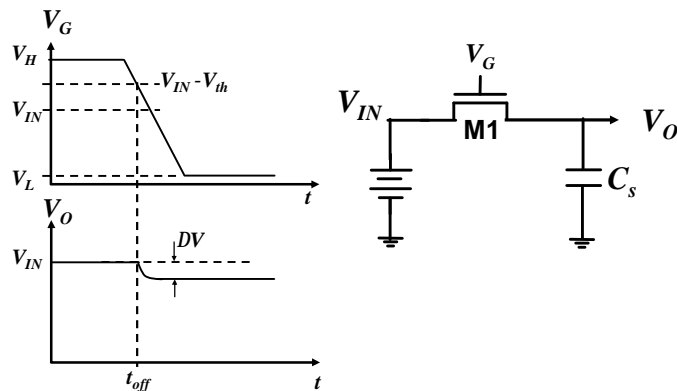 V_G
V_H
V_IN - V_th
V_IN
V_L
t
V_O
V_IN
DV
t_off
t
V_G
V_IN
M1
V_O
C_s